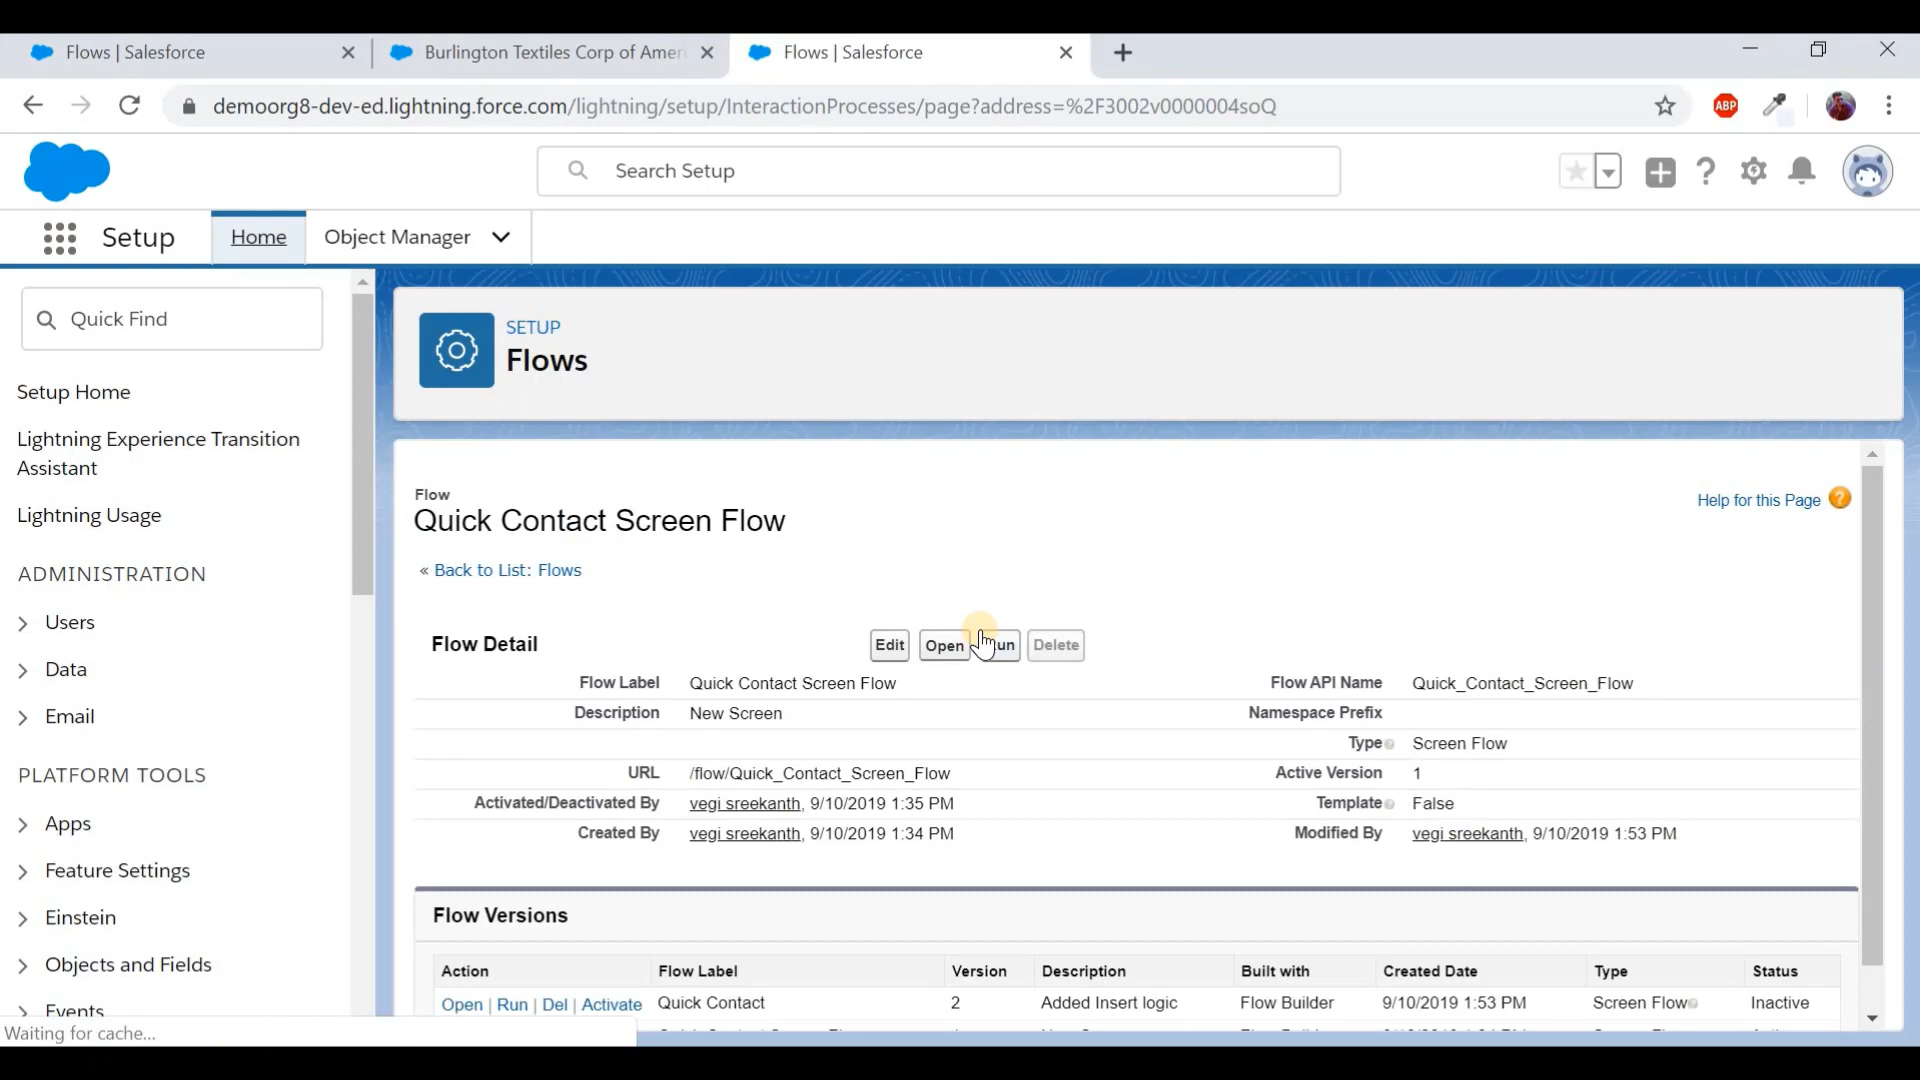 Flows | Salesforce
Burlington Textiles Corp of Amer
Flows | Salesforce
demoorg8-dev-ed.lightning.force.com/lightning/setup/InteractionProcesses/page?address=%2F3002v0000004soQ
ABP
Search Setup
Setup
Home
Object Manager
Quick Find
Setup Home
Lightning Experience Transition
Assistant
Lightning Usage
ADMINISTRATION
Users
Data
Email
PLATFORM TOOLS
Apps
Feature Settings
Einstein
Objects and Fields
Events
Waiting for cache...
SETUP
Flows
Flow
Quick Contact Screen Flow
Help for this Page
« Back to List: Flows
Flow Detail
Edit Open Delete
Flow Label Quick Contact Screen Flow Flow API Name Quick_Contact_Screen_Flow
Description New Screen Namespace Prefix
Type Screen Flow
URL /flow/Quick_Contact_Screen_Flow Active Version 1
Activated/Deactivated By vegi sreekanth, 9/10/2019 1:35 PM Template False
Created By vegi sreekanth, 9/10/2019 1:34 PM Modified By vegi sreekanth, 9/10/2019 1:53 PM
Flow Versions
Action Flow Label Version Description Built with Created Date Type Status
Open | Run | Del | Activate Quick Contact 2 Added Insert logic Flow Builder 9/10/2019 1:53 PM Screen Flow Inactive